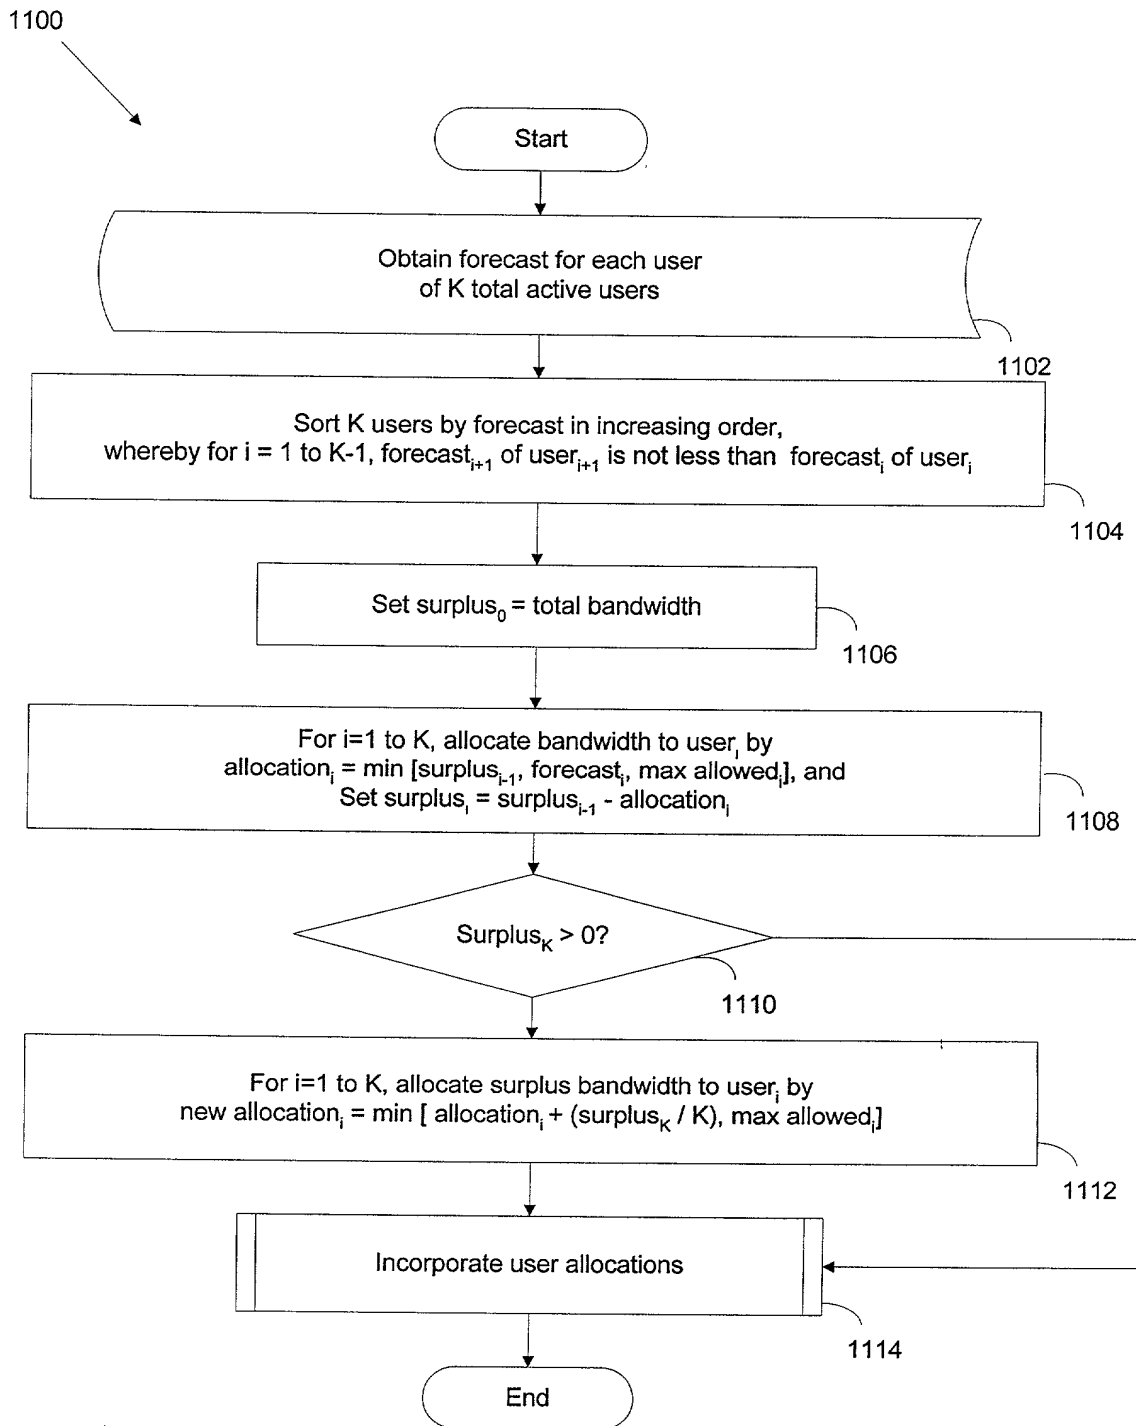 1100
Start
Obtain forecast for each user
of K total active users
1102
Sort K users by forecast in increasing order,
whereby for i = 1 to K-1, forecast_{i+1} of user_{i+1} is not less than forecast_i of user_i
1104
Set surplus_0 = total bandwidth
1106
For i=1 to K, allocate bandwidth to user_i by
allocation_i = min [surplus_{i-1}, forecast_i, max allowed_i], and
Set surplus_i = surplus_{i-1} - allocation_i
1108
Surplus_K > 0?
1110
For i=1 to K, allocate surplus bandwidth to user_i by
new allocation_i = min [ allocation_i + (surplus_K / K), max allowed_i]
1112
Incorporate user allocations
1114
End